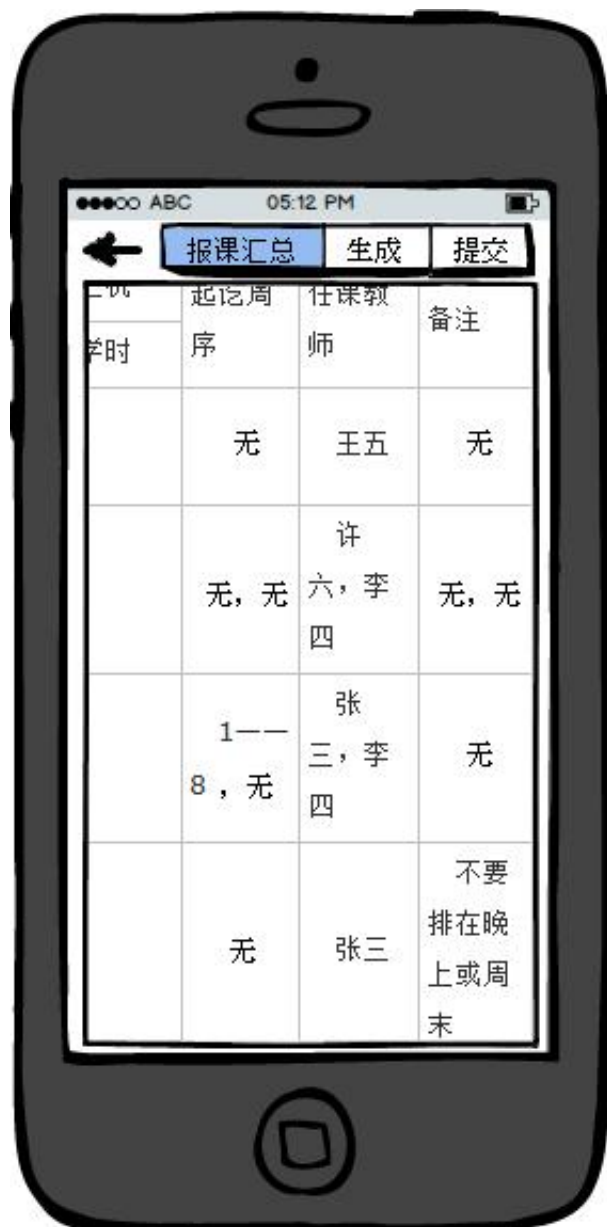 ABC 05:12 PM
报课汇总 生成 提交
起讫周 任课教
备注
学时 序 师
无 王五 无
许
无，无 六，李 无，无
四
张
1——
三，李 无
8，无
四
不要
排在晚
无 张三
上或周
末